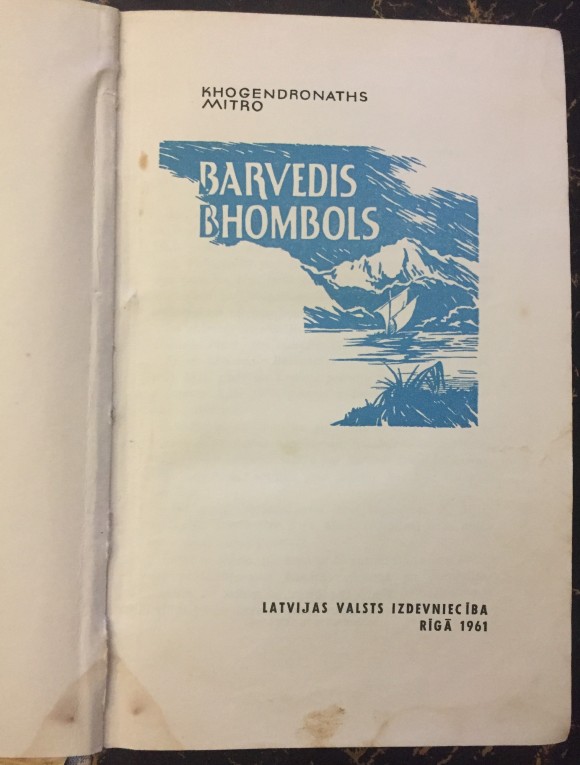 KHOGENDRONATHS
MITRO
BARVEDIS
BHOMBOLS
LATVIJAS VALSTS IZDEVNIECĪBA
RĪGĀ 1961